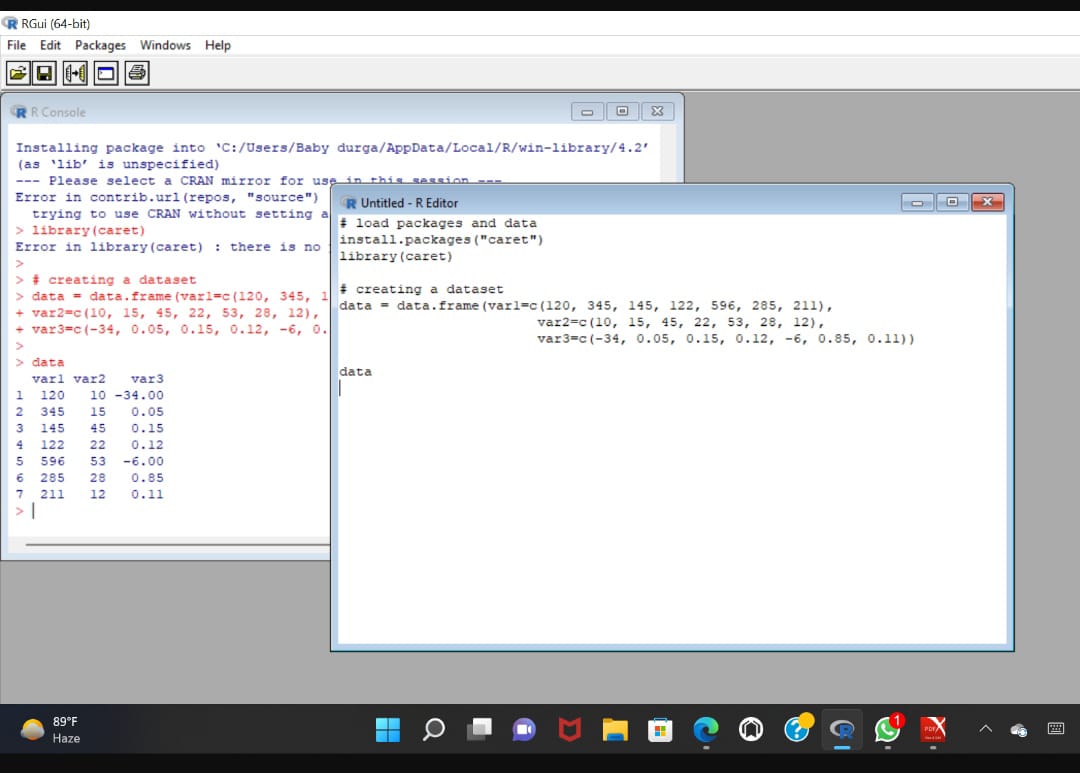 RGui (64-bit)
File Edit Packages Windows Help
R Console
Installing package into ‘C:/Users/Baby durga/AppData/Local/R/win-library/4.2’
(as ‘lib’ is unspecified)
--- Please select a CRAN mirror for use in this session ---
Error in contrib.url(repos, "source")
trying to use CRAN without setting a
> library(caret)
Error in library(caret) : there is no
>
> # creating a dataset
> data = data.frame(var1=c(120, 345, 1
+ var2=c(10, 15, 45, 22, 53, 28, 12),
+ var3=c(-34, 0.05, 0.15, 0.12, -6, 0.
>
> data
var1 var2 var3
1 120 10 -34.00
2 345 15 0.05
3 145 45 0.15
4 122 22 0.12
5 596 53 -6.00
6 285 28 0.85
7 211 12 0.11
>
Untitled - R Editor
# load packages and data
install.packages("caret")
library(caret)
# creating a dataset
data = data.frame(var1=c(120, 345, 145, 122, 596, 285, 211),
var2=c(10, 15, 45, 22, 53, 28, 12),
var3=c(-34, 0.05, 0.15, 0.12, -6, 0.85, 0.11))
data
89°F
Haze
1
PDF